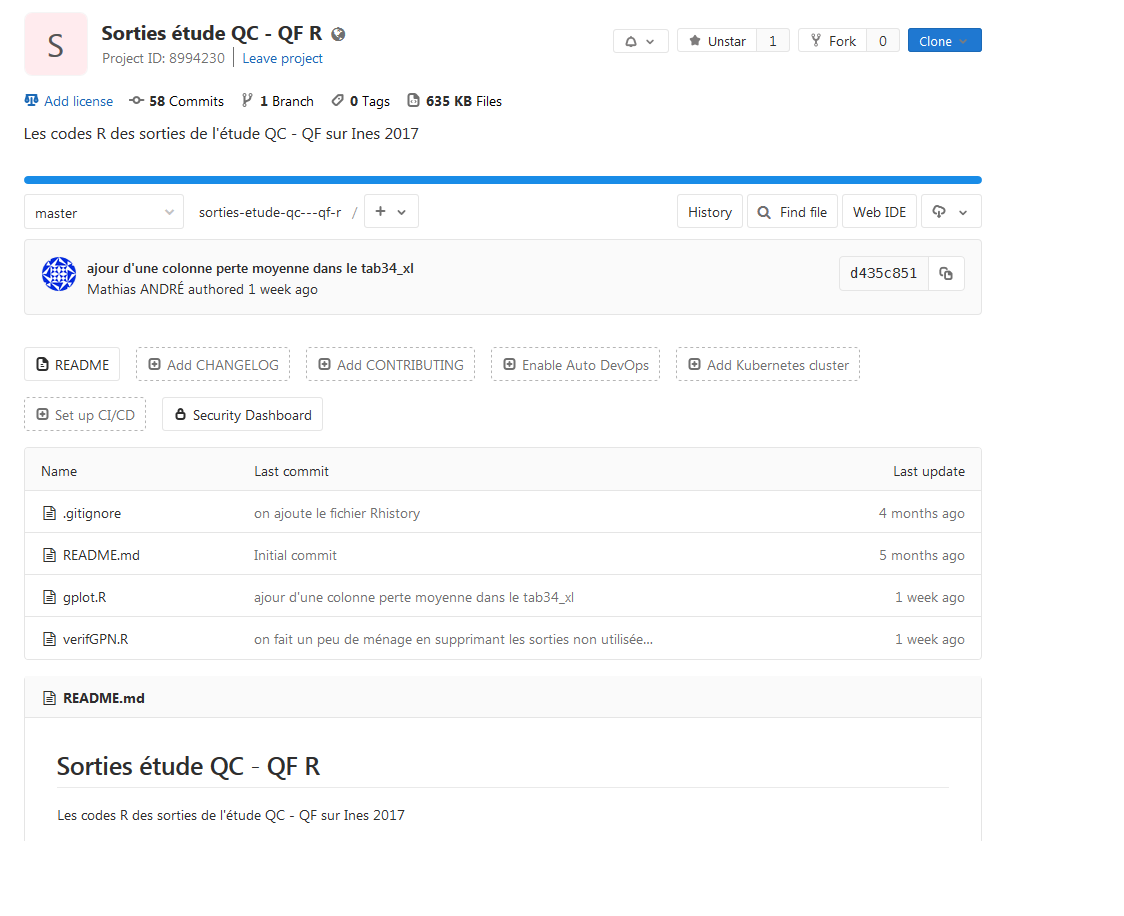 S
Sorties étude QC - QF R
Project ID: 8994230 Leave project
Unstar 1 Fork 0 Clone
Add license 58 Commits 1 Branch 0 Tags 635 KB Files
Les codes R des sorties de l'étude QC - QF sur Ines 2017
master sorties-etude-qc---qf-r / + History Find file Web IDE
ajour d'une colonne perte moyenne dans le tab34_xl
Mathias ANDRÉ authored 1 week ago
d435c851
README Add CHANGELOG Add CONTRIBUTING Enable Auto DevOps Add Kubernetes cluster
Set up CI/CD Security Dashboard
Name Last commit Last update
.gitignore on ajoute le fichier Rhistory 4 months ago
README.md Initial commit 5 months ago
gplot.R ajour d'une colonne perte moyenne dans le tab34_xl 1 week ago
verifGPN.R on fait un peu de ménage en supprimant les sorties non utilisée... 1 week ago
README.md
Sorties étude QC - QF R
Les codes R des sorties de l'étude QC - QF sur Ines 2017